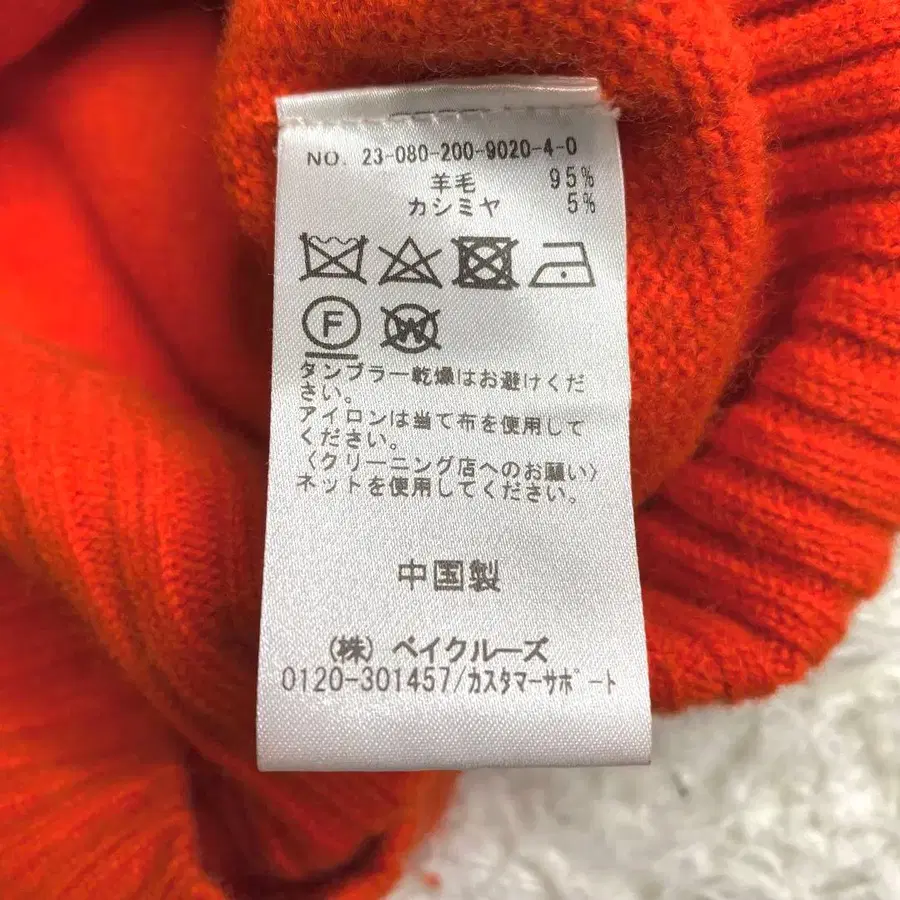 NO. 23-080-200-9020-4-0
羊毛 95%
カシミヤ 5%
F
W
タンブラー乾燥はお避けくだ
さい。
アイロンは当て布を使用して
ください。
〈クリーニング店へのお願い〉
ネットを使用してください。
中国製
(株) ベイクルーズ
0120-301457/カスタマーサポート